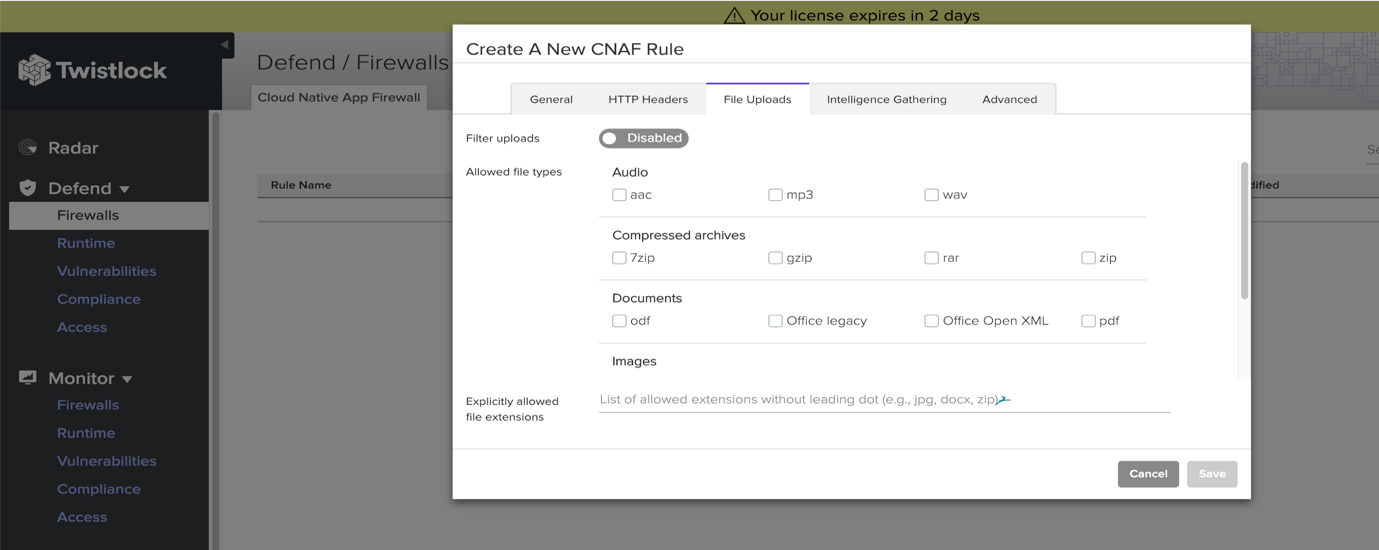 Your license expires in 2 days
Twistlock
Defend / Firewalls
Cloud Native App Firewall
Radar
Defend
Firewalls
Runtime
Vulnerabilities
Compliance
Access
Monitor
Firewalls
Runtime
Vulnerabilities
Compliance
Access
Rule Name
Create A New CNAF Rule
General HTTP Headers File Uploads Intelligence Gathering Advanced
Filter uploads Disabled
Allowed file types
Audio
aac mp3 wav
Compressed archives
7zip gzip rar zip
Documents
odf Office legacy Office Open XML pdf
Images
Explicitly allowed
file extensions
List of allowed extensions without leading dot (e.g., jpg, docx, zip)
Cancel Save